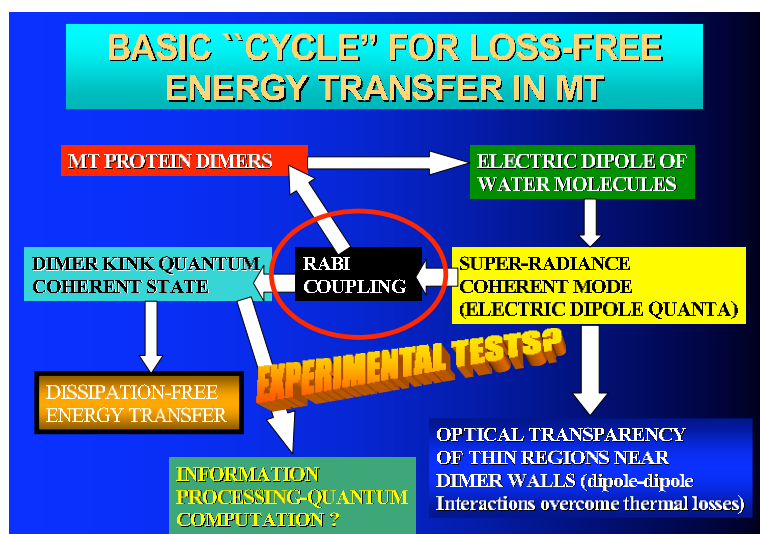 BASIC ``CYCLE” FOR LOSS-FREE
ENERGY TRANSFER IN MT
MT PROTEIN DIMERS
ELECTRIC DIPOLE OF
WATER MOLECULES
DIMER KINK QUANTUM
COHERENT STATE
RABI
COUPLING
SUPER-RADIANCE
COHERENT MODE
(ELECTRIC DIPOLE QUANTA)
EXPERIMENTAL TESTS?
DISSIPATION-FREE
ENERGY TRANSFER
INFORMATION
PROCESSING-QUANTUM
COMPUTATION ?
OPTICAL TRANSPARENCY
OF THIN REGIONS NEAR
DIMER WALLS (dipole-dipole
Interactions overcome thermal losses)